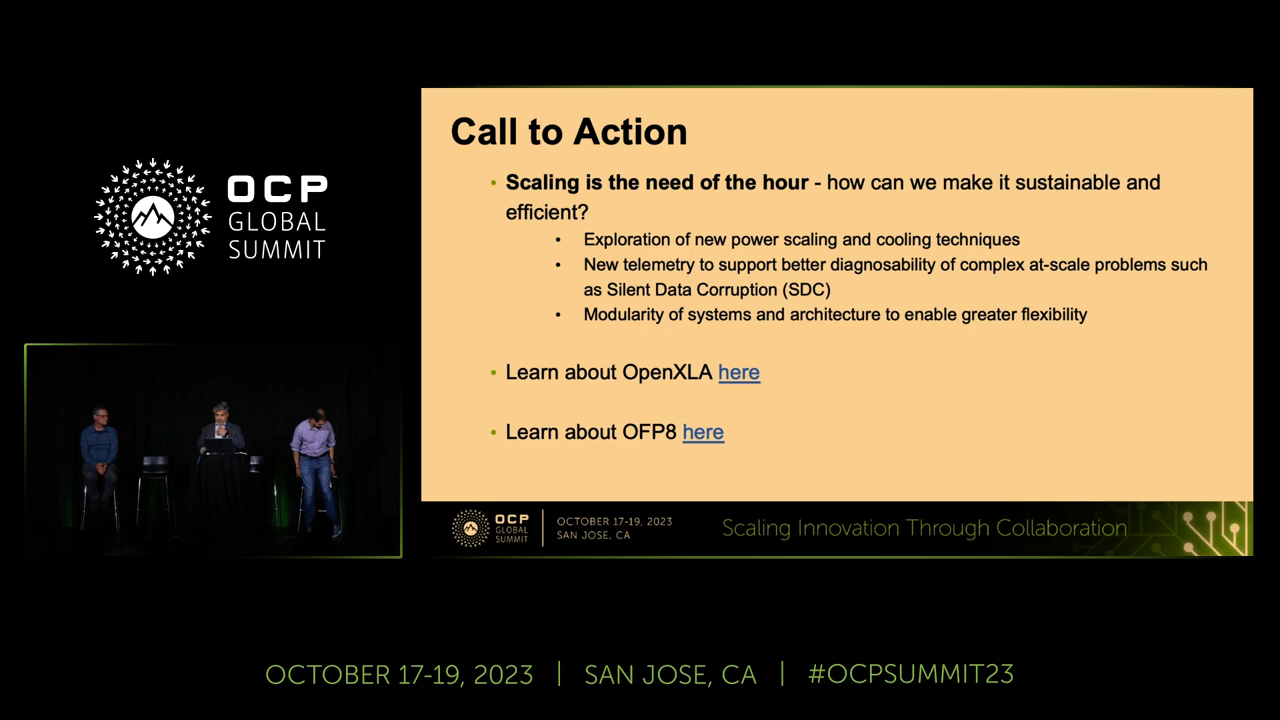 OCP
GLOBAL
SUMMIT
Call to Action
• Scaling is the need of the hour - how can we make it sustainable and
efficient?
• Exploration of new power scaling and cooling techniques
• New telemetry to support better diagnosability of complex at-scale problems such
as Silent Data Corruption (SDC)
• Modularity of systems and architecture to enable greater flexibility
• Learn about OpenXLA here
• Learn about OFP8 here
OCP
GLOBAL
SUMMIT
OCTOBER 17-19, 2023
SAN JOSE, CA
Scaling Innovation Through Collaboration
OCTOBER 17-19, 2023 | SAN JOSE, CA | #OCPSUMMIT23